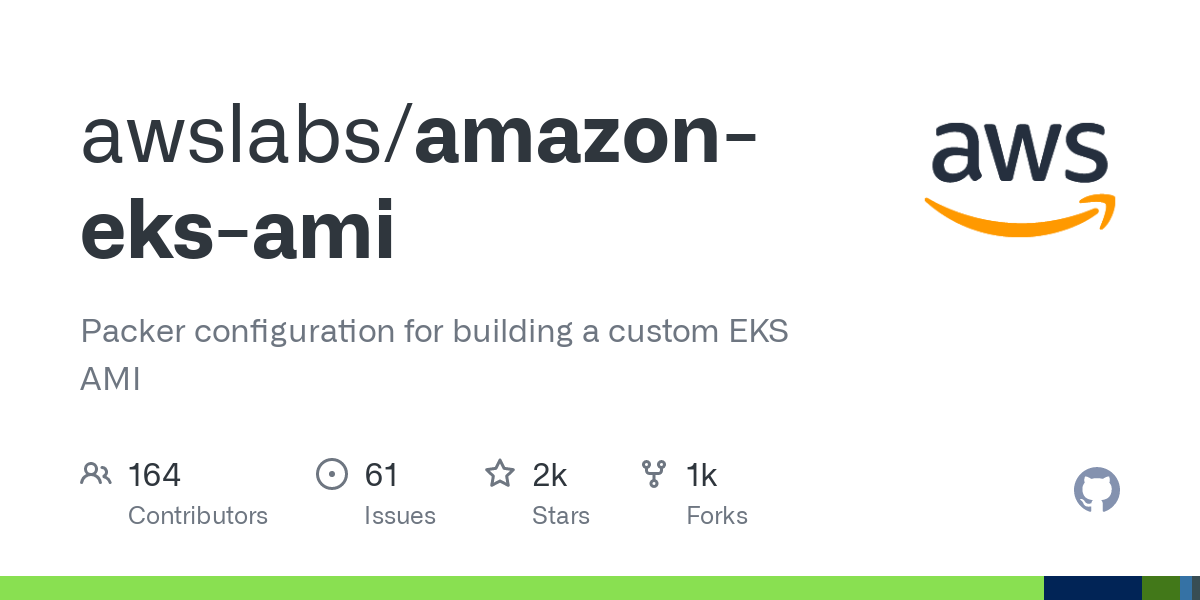 awslabs/amazon-
eks-ami
aws
Packer configuration for building a custom EKS
AMI
164
Contributors
61
Issues
2k
Stars
1k
Forks